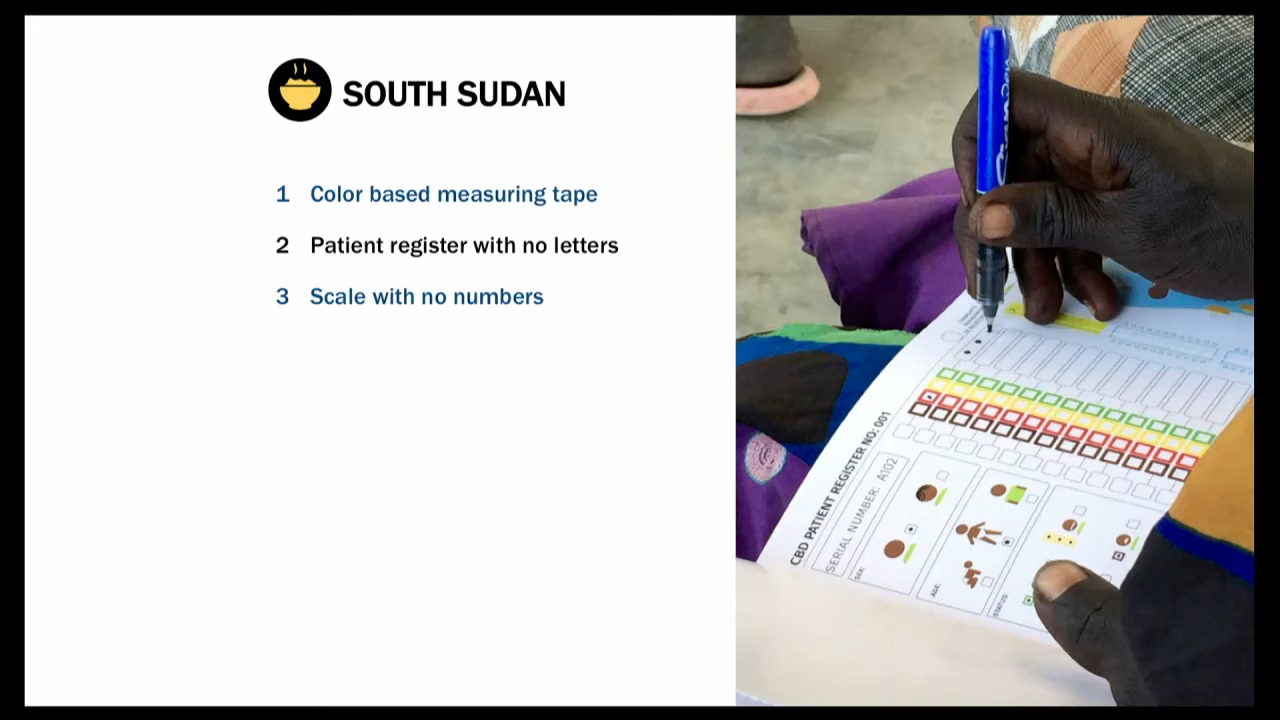 SOUTH SUDAN
1 Color based measuring tape
2 Patient register with no letters
3 Scale with no numbers
CBD PATIENT REGISTER NO: 001
SERIAL NUMBER: A102
SEX:
AGE:
STATUS: